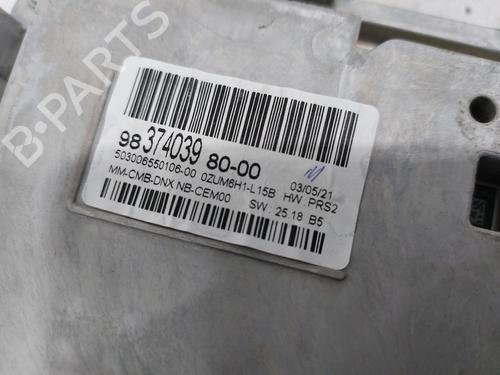 98 374039 80-00
503006550106-00 0ZUM6H1-L15B 03/05/21
MM-CMB-DNX NB-CEM00 HW : PRS2
SW : 25.18 B5
B-PARTS